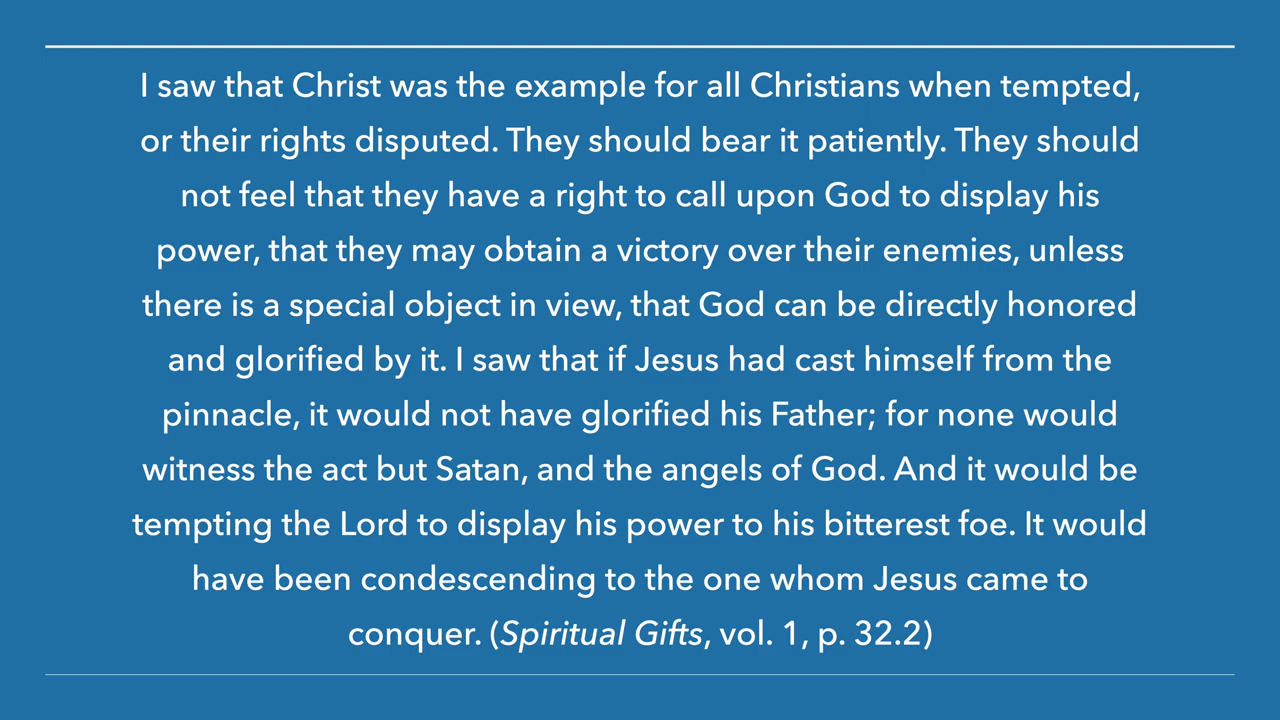 I saw that Christ was the example for all Christians when tempted,
or their rights disputed. They should bear it patiently. They should
not feel that they have a right to call upon God to display his
power, that they may obtain a victory over their enemies, unless
there is a special object in view, that God can be directly honored
and glorified by it. I saw that if Jesus had cast himself from the
pinnacle, it would not have glorified his Father; for none would
witness the act but Satan, and the angels of God. And it would be
tempting the Lord to display his power to his bitterest foe. It would
have been condescending to the one whom Jesus came to
conquer. (Spiritual Gifts, vol. 1, p. 32.2)